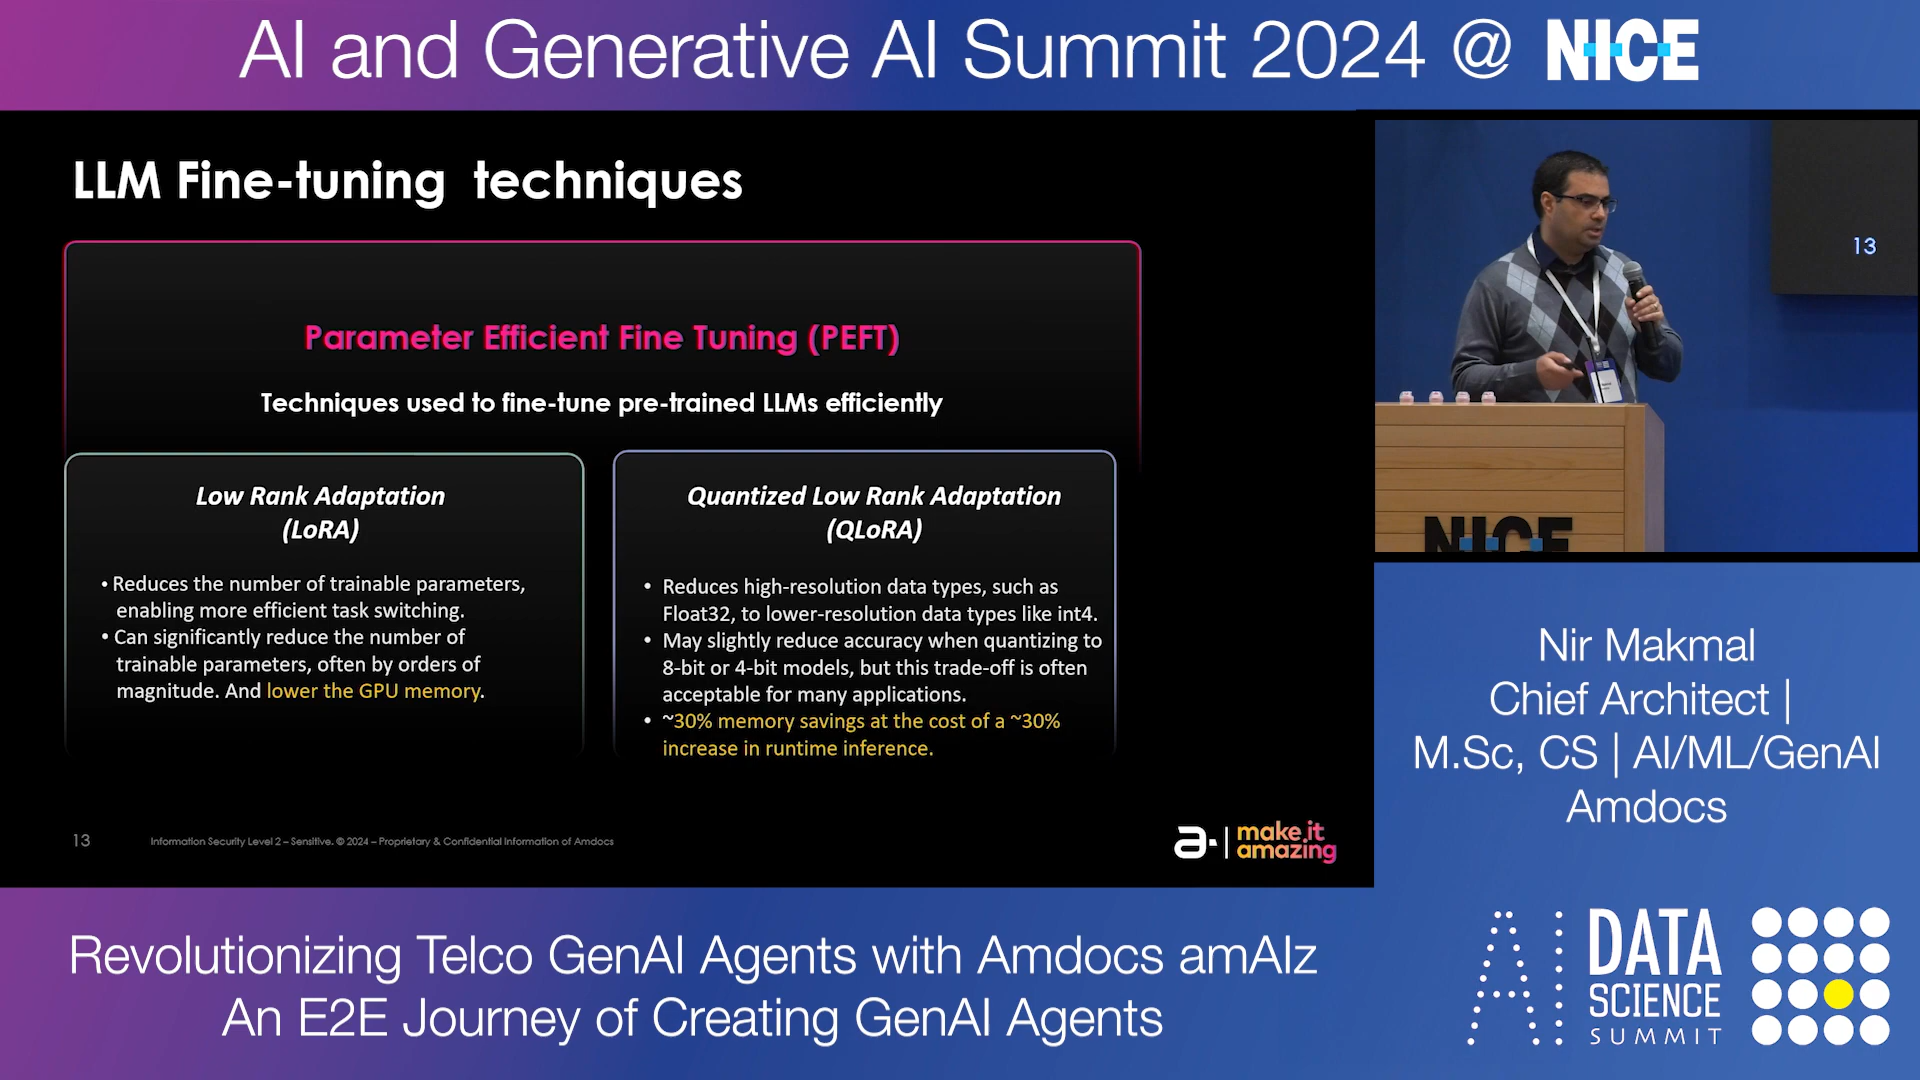 AI and Generative AI Summit 2024 @ NICE
LLM Fine-tuning techniques
Parameter Efficient Fine Tuning (PEFT)
Techniques used to fine-tune pre-trained LLMs efficiently
Low Rank Adaptation
(LoRA)
• Reduces the number of trainable parameters,
enabling more efficient task switching.
• Can significantly reduce the number of
trainable parameters, often by orders of
magnitude. And lower the GPU memory.
Quantized Low Rank Adaptation
(QLoRA)
• Reduces high-resolution data types, such as
Float32, to lower-resolution data types like int4.
• May slightly reduce accuracy when quantizing to
8-bit or 4-bit models, but this trade-off is often
acceptable for many applications.
• ~30% memory savings at the cost of a ~30%
increase in runtime inference.
13
Information Security Level 2 – Sensitive. © 2024 – Proprietary & Confidential Information of Amdocs
a
make it
amazing
13
NICE
Nir Makmal
Chief Architect |
M.Sc, CS | AI/ML/GenAI
Amdocs
Revolutionizing Telco GenAI Agents with Amdocs amAIz
An E2E Journey of Creating GenAI Agents
AI
DATA
SCIENCE
SUMMIT